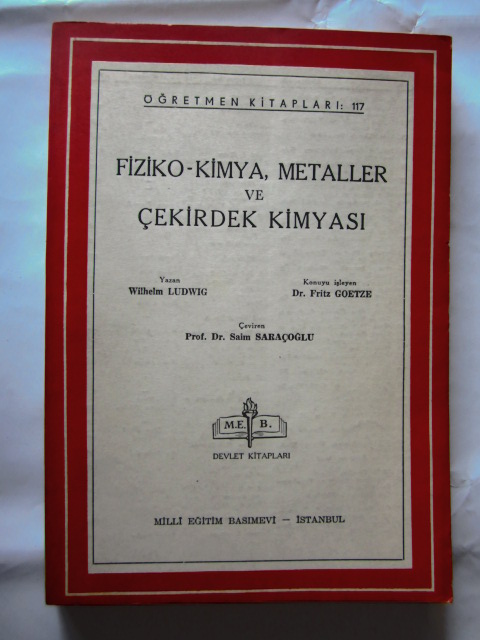 ÖĞRETMEN KİTAPLARI: 117
FİZİKO-KİMYA, METALLER
VE
ÇEKİRDEK KİMYASI
Yazan
Wilhelm LUDWIG
Konuyu işleyen
Dr. Fritz GOETZE
Çeviren
Prof. Dr. Saim SARAÇOĞLU
M.E. B.
DEVLET KİTAPLARI
MİLLÎ EĞİTİM BASIMEVİ — İSTANBUL